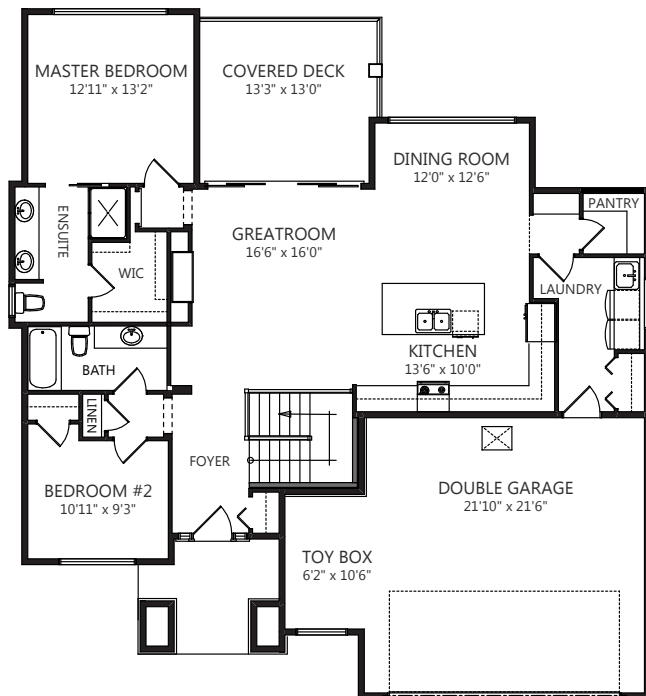 MASTER BEDROOM
12'11" x 13'2"
COVERED DECK
13'3" x 13'0"
DINING ROOM
12'0" x 12'6"
PANTRY
ENSUITE
GREATROOM
16'6" x 16'0"
WIC
LAUNDRY
KITCHEN
13'6" x 10'0"
BATH
LINEN
FOYER
BEDROOM #2
10'11" x 9'3"
DOUBLE GARAGE
21'10" x 21'6"
TOY BOX
6'2" x 10'6"